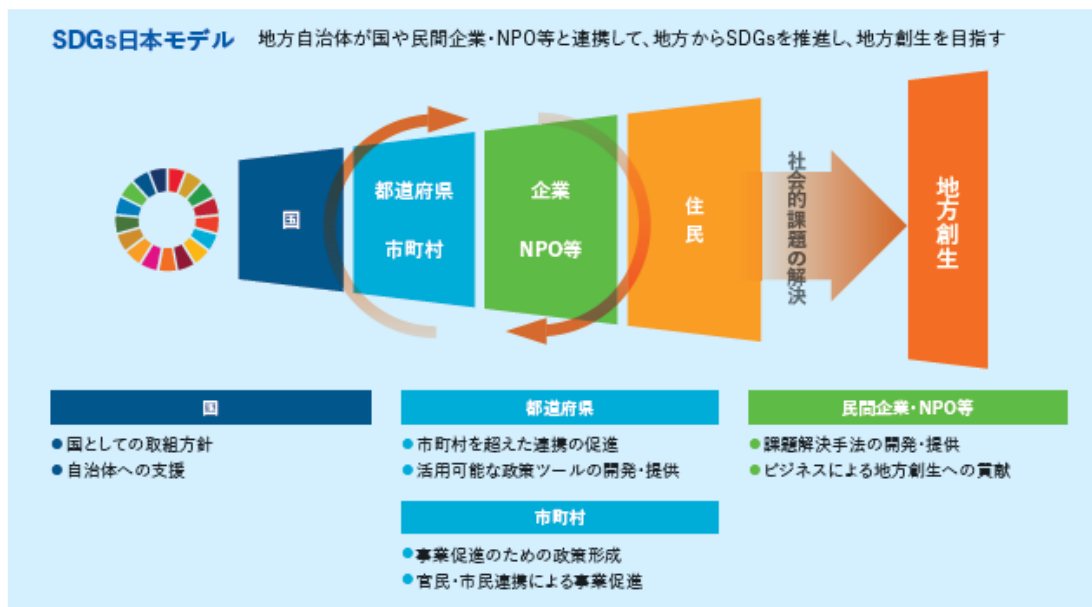 SDGs日本モデル 地方自治体が国や民間企業・NPO等と連携して、地方からSDGsを推進し、地方創生を目指す
国
都道府県
市町村
企業
NPO等
住民
社会的課題の解決
地方創生
国
●国としての取組方針
●自治体への支援
都道府県
●市町村を超えた連携の促進
●活用可能な政策ツールの開発・提供
市町村
●事業促進のための政策形成
●官民・市民連携による事業促進
民間企業・NPO等
●課題解決手法の開発・提供
●ビジネスによる地方創生への貢献